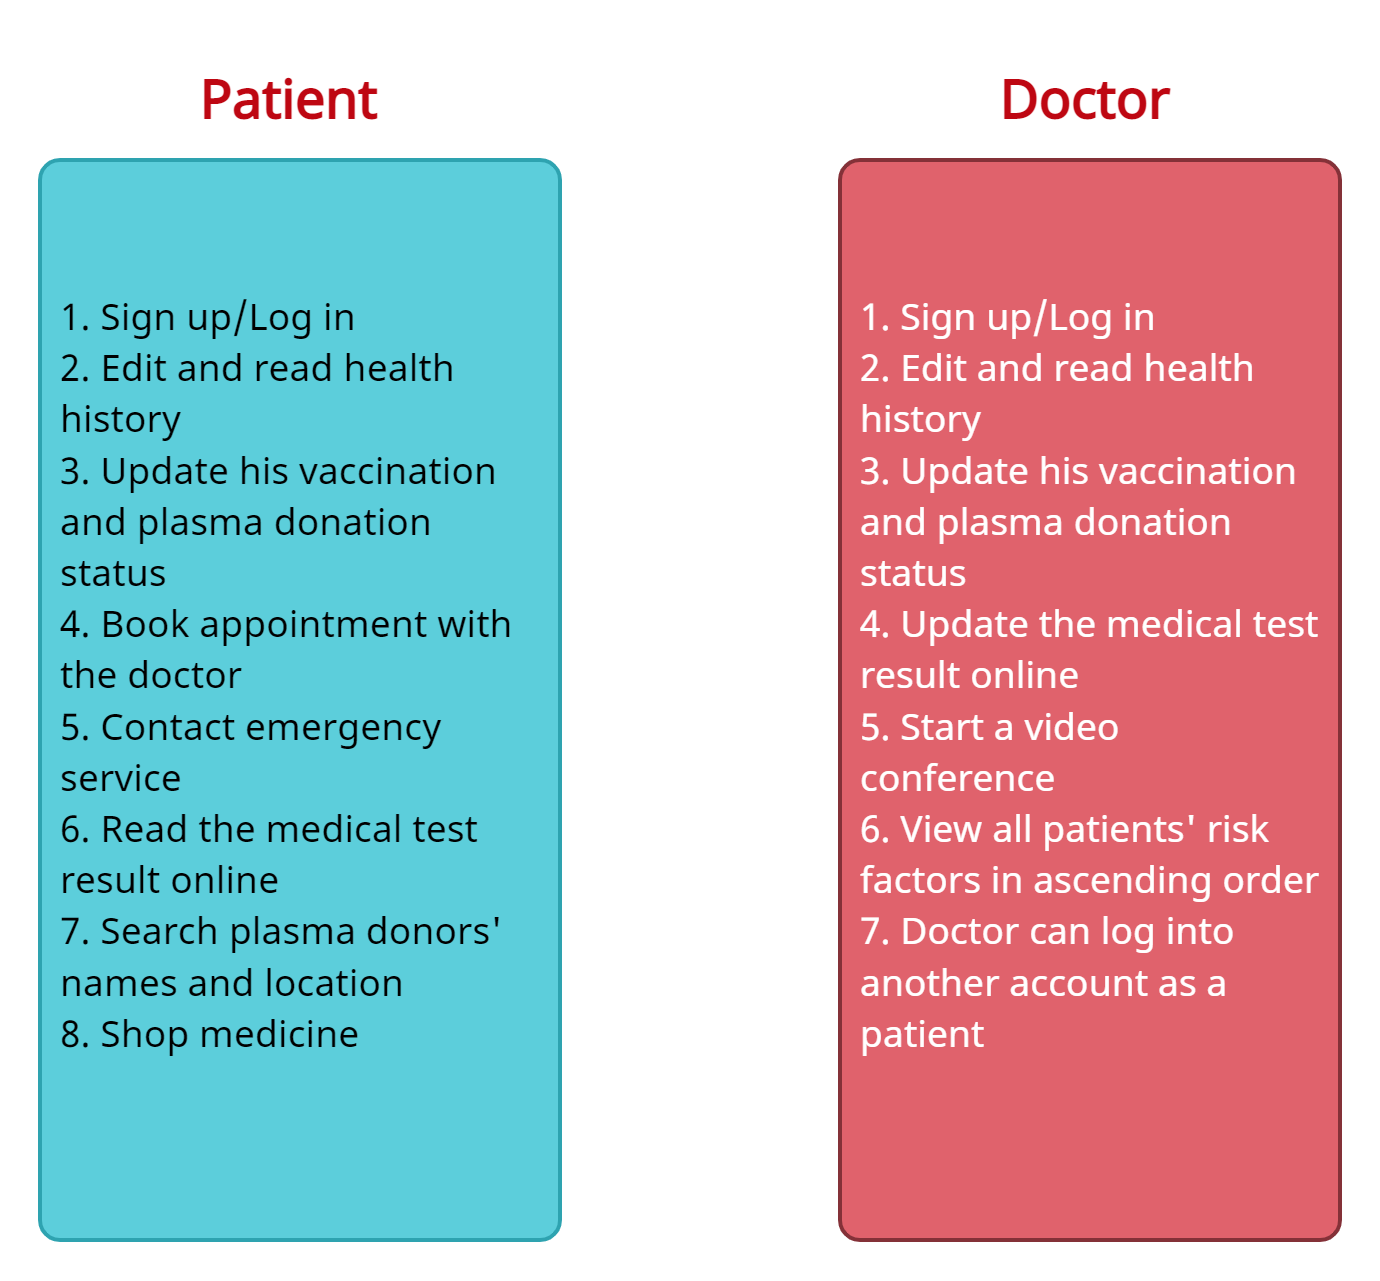 Patient
1. Sign up/Log in
2. Edit and read health
history
3. Update his vaccination
and plasma donation
status
4. Book appointment with
the doctor
5. Contact emergency
service
6. Read the medical test
result online
7. Search plasma donors'
names and location
8. Shop medicine
Doctor
1. Sign up/Log in
2. Edit and read health
history
3. Update his vaccination
and plasma donation
status
4. Update the medical test
result online
5. Start a video
conference
6. View all patients' risk
factors in ascending order
7. Doctor can log into
another account as a
patient